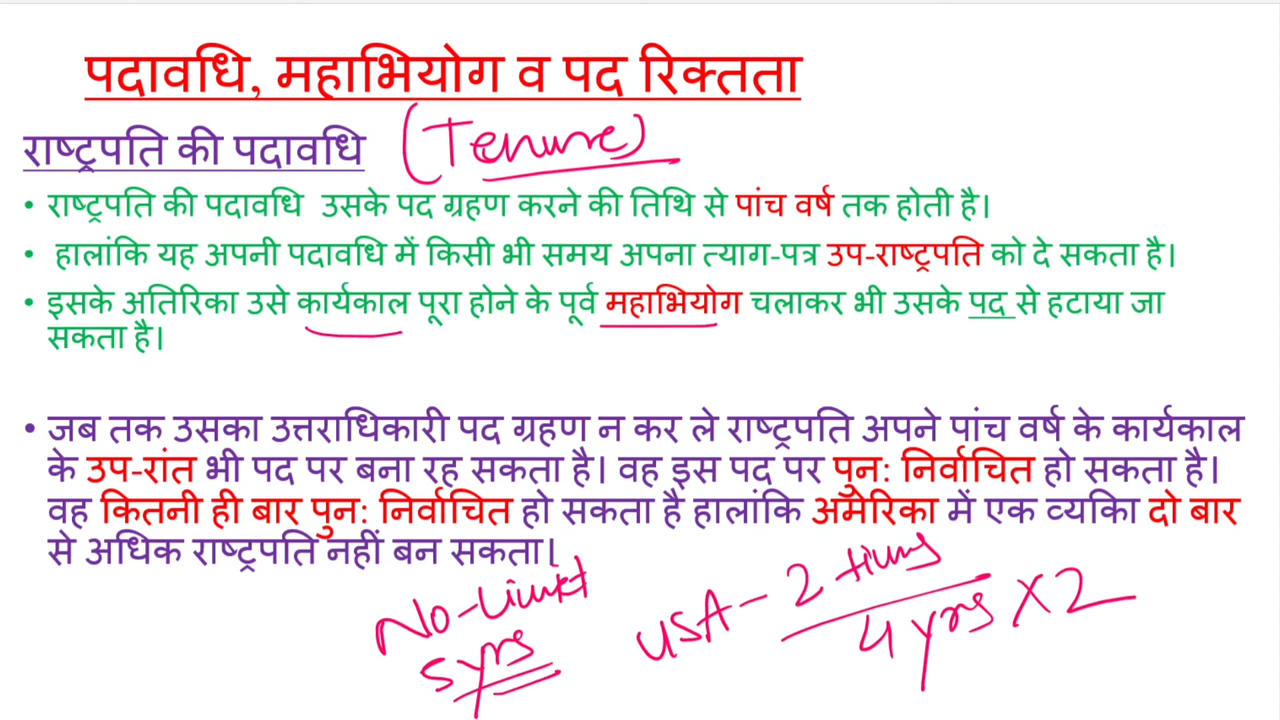 पदावधि, महाभियोग व पद रिक्तता
राष्ट्रपति की पदावधि (Tenure)
• राष्ट्रपति की पदावधि उसके पद ग्रहण करने की तिथि से पांच वर्ष तक होती है।
• हालांकि यह अपनी पदावधि में किसी भी समय अपना त्याग-पत्र उप-राष्ट्रपति को दे सकता है।
• इसके अतिरिका उसे कार्यकाल पूरा होने के पूर्व महाभियोग चलाकर भी उसके पद से हटाया जा
सकता है।
• जब तक उसका उत्तराधिकारी पद ग्रहण न कर ले राष्ट्रपति अपने पांच वर्ष के कार्यकाल
के उप-रांत भी पद पर बना रह सकता है। वह इस पद पर पुन: निर्वाचित हो सकता है।
वह कितनी ही बार पुन: निर्वाचित हो सकता है हालांकि अमेरिका में एक व्यकिा दो बार
से अधिक राष्ट्रपति नहीं बन सकता।
No-Limit
5 yrs
USA - 2 times
4 yrs × 2